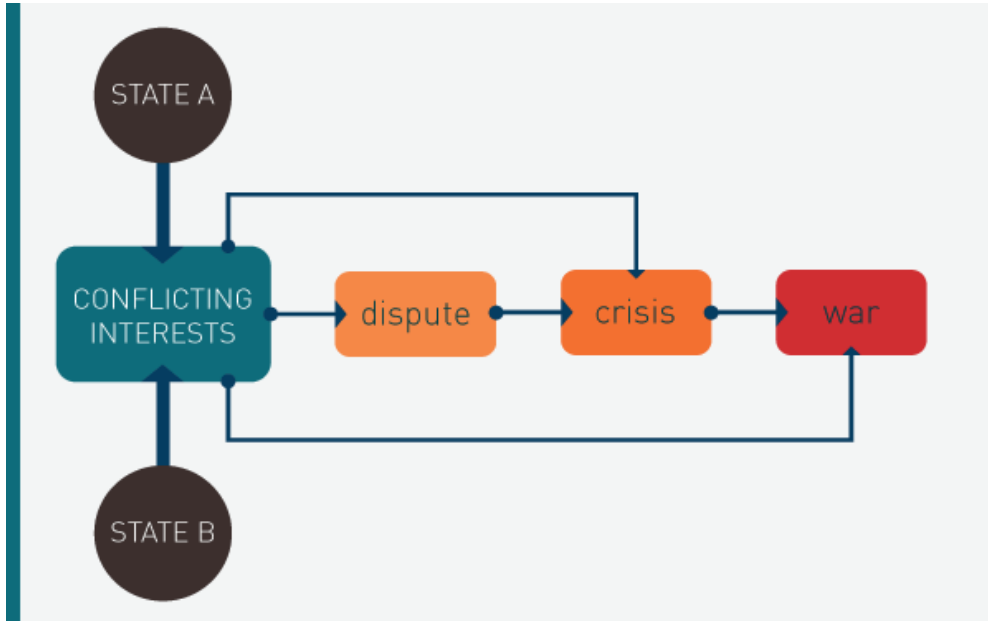 STATE A
CONFLICTING
INTERESTS
dispute
crisis
war
STATE B